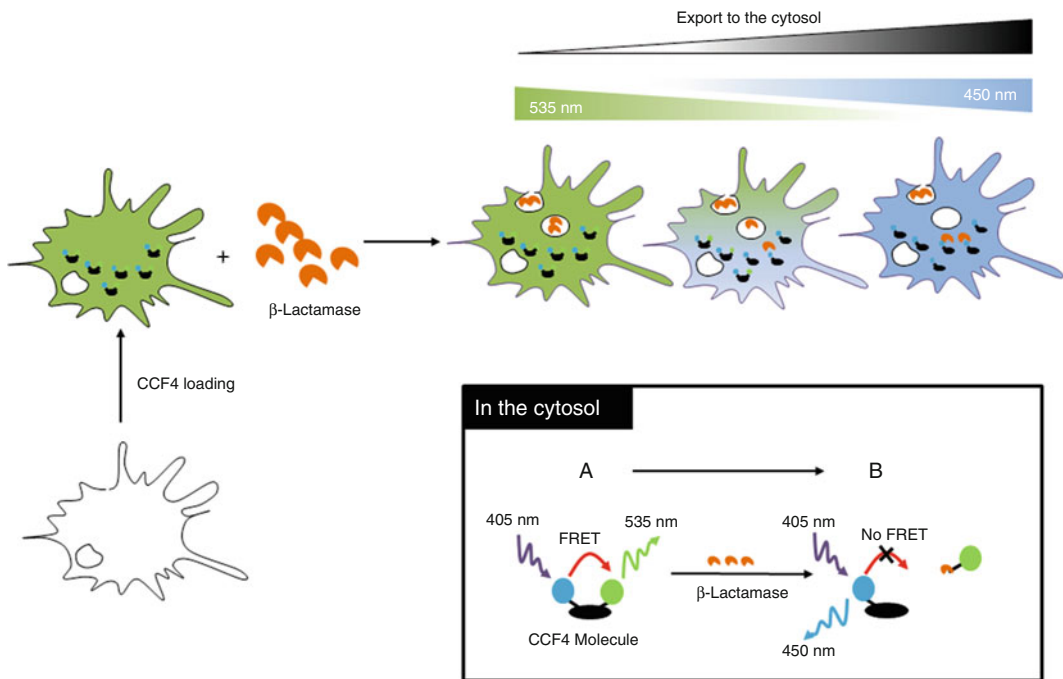 Export to the cytosol
535 nm
450 nm
+
β-Lactamase
CCF4 loading
In the cytosol
A
B
405 nm
FRET
535 nm
β-Lactamase
CCF4 Molecule
405 nm
No FRET
450 nm